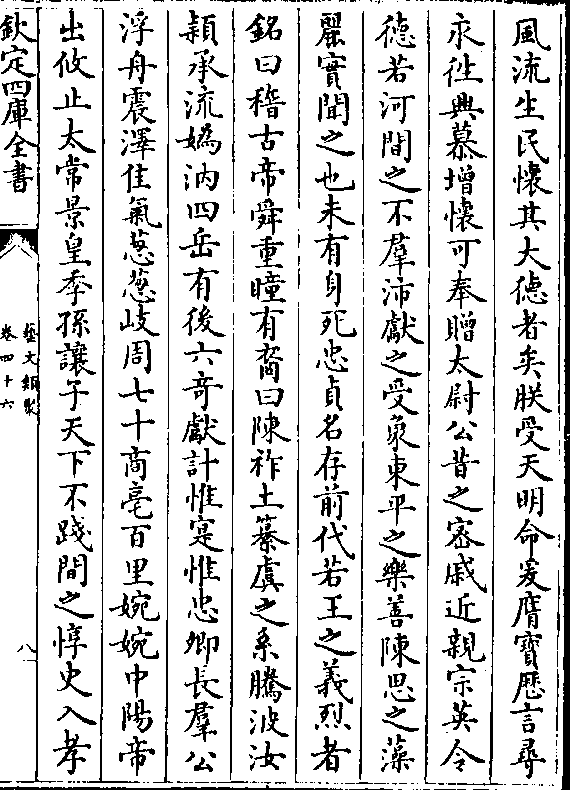 風流生民懷其大德者矣朕受天明命爰膺寶歷言尋
永徃興慕增懷可奉贈太尉公昔之密戚近親宗英令
德若河間之不羣沛獻之受彖東平之樂善陳思之藻
麗實聞之也未有身死忠貞名存前代若王之義烈者
銘曰稽古帝舜重瞳有裔曰陳祚土纂虞之系騰波汝
潁承流嬀汭四岳有後六竒獻計惟寔惟忠卿長羣公
浮舟震澤佳氣葱葱岐周七十商亳百里婉婉中陽帝
出攸止太常景皇季孫讓子天下不踐間之惇史入孝
欽定四庫全書
藝文類聚
卷四十六
八